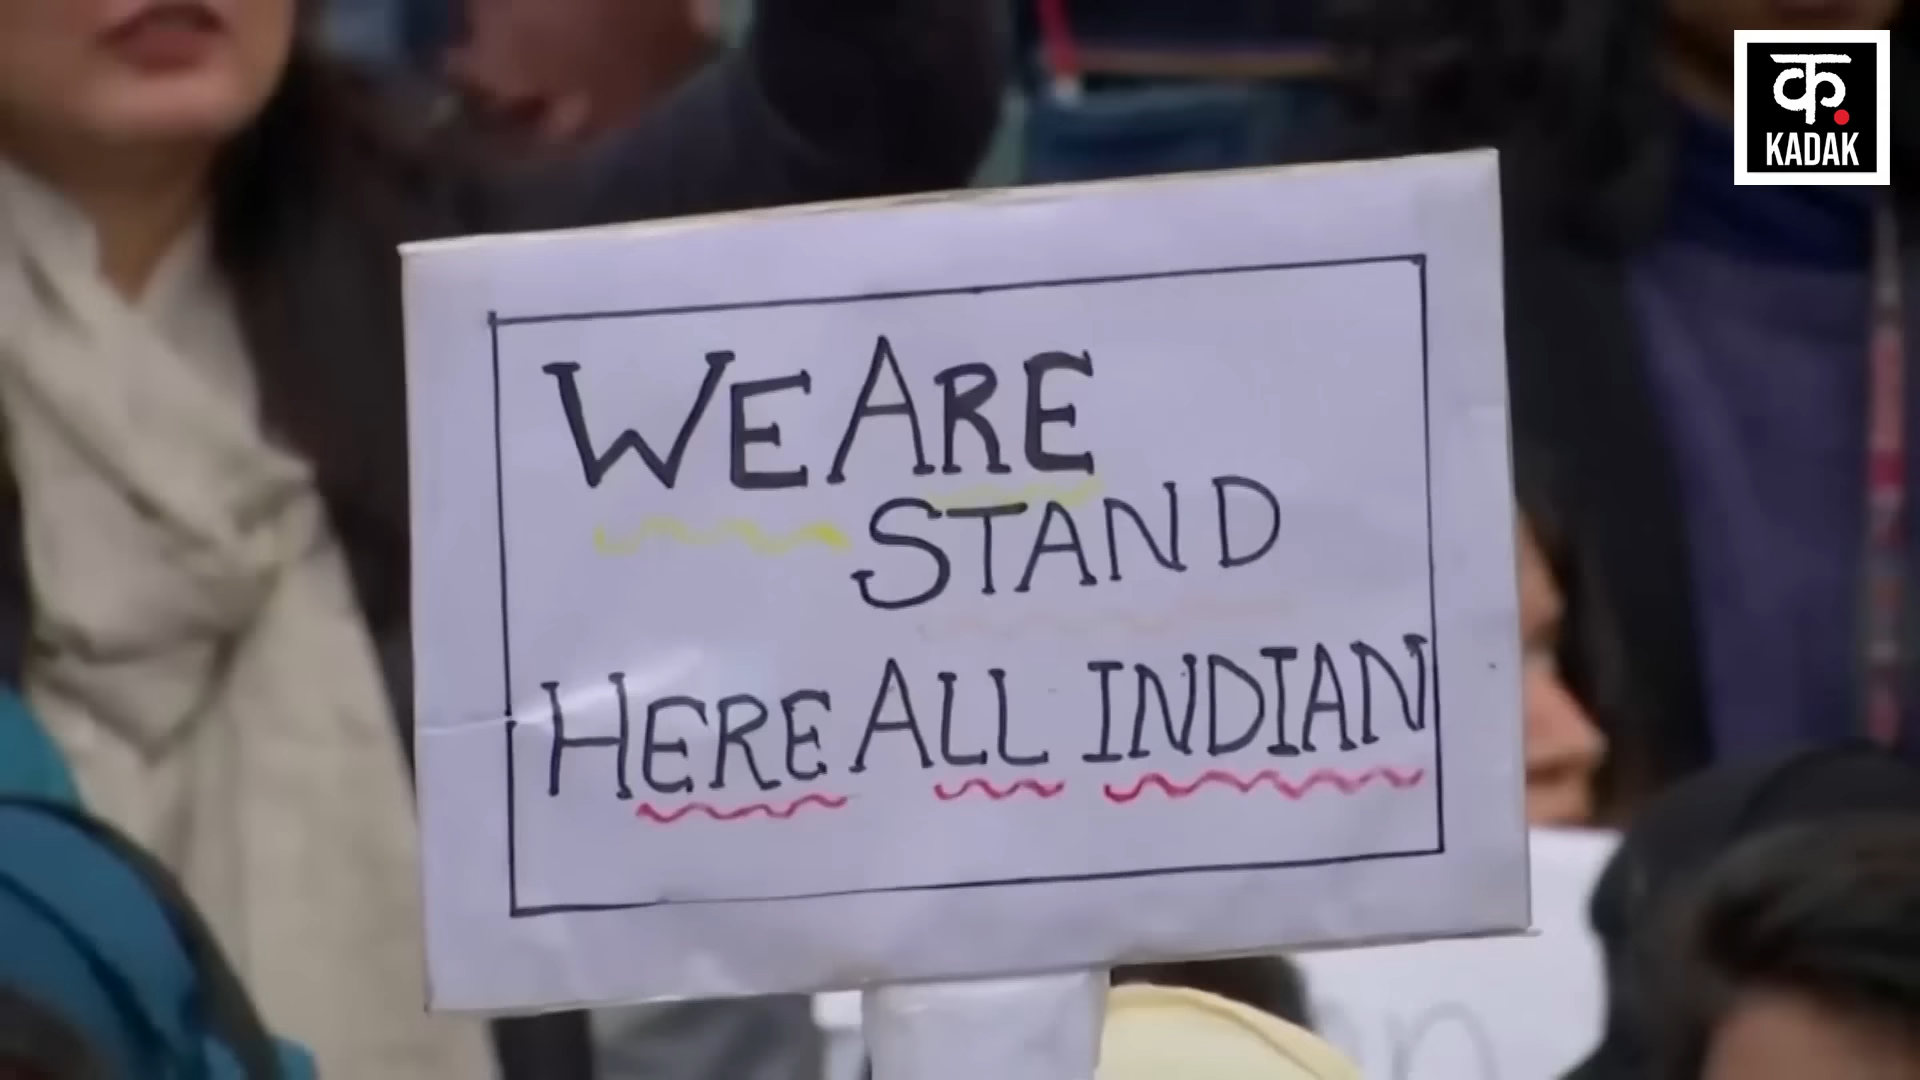 क.
KADAK
WE ARE
STAND
HERE ALL INDIAN